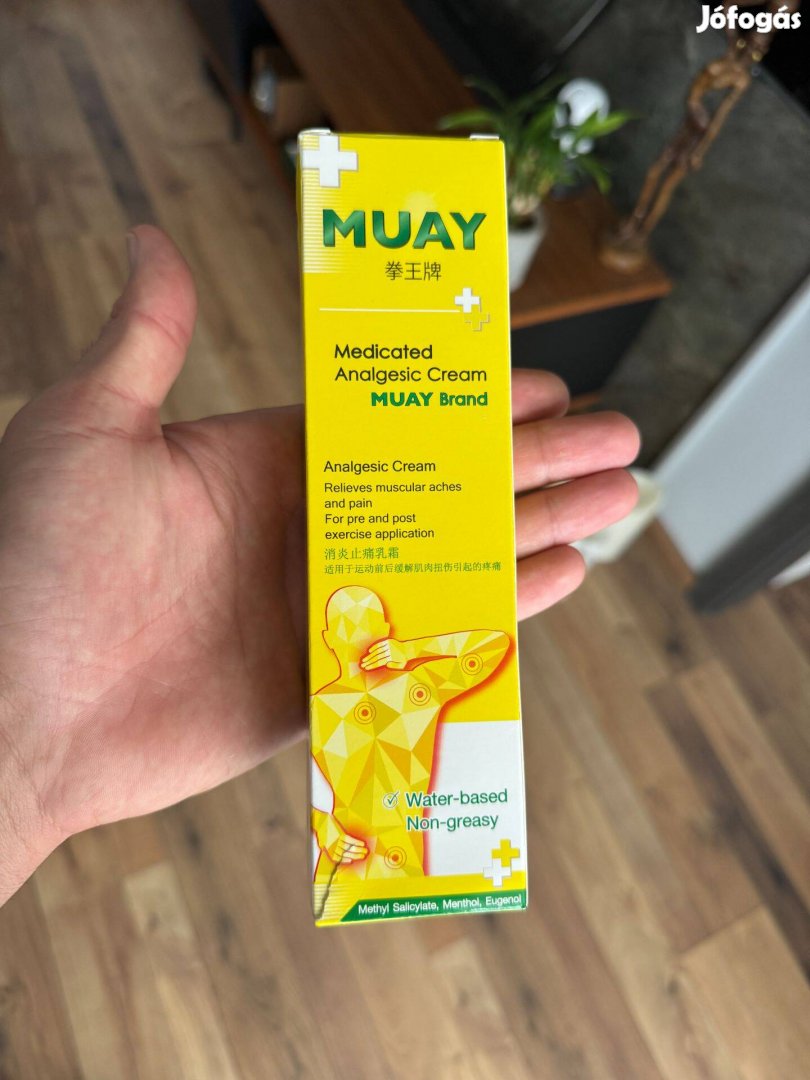 Jófogás
MUAY
拳王牌
Medicated
Analgesic Cream
MUAY Brand
Analgesic Cream
Relieves muscular aches
and pain
For pre and post
exercise application
消炎止痛乳霜
适用于运动前后缓解肌肉扭伤引起的疼痛
Water-based
Non-greasy
Methyl Salicylate, Menthol, Eugenol